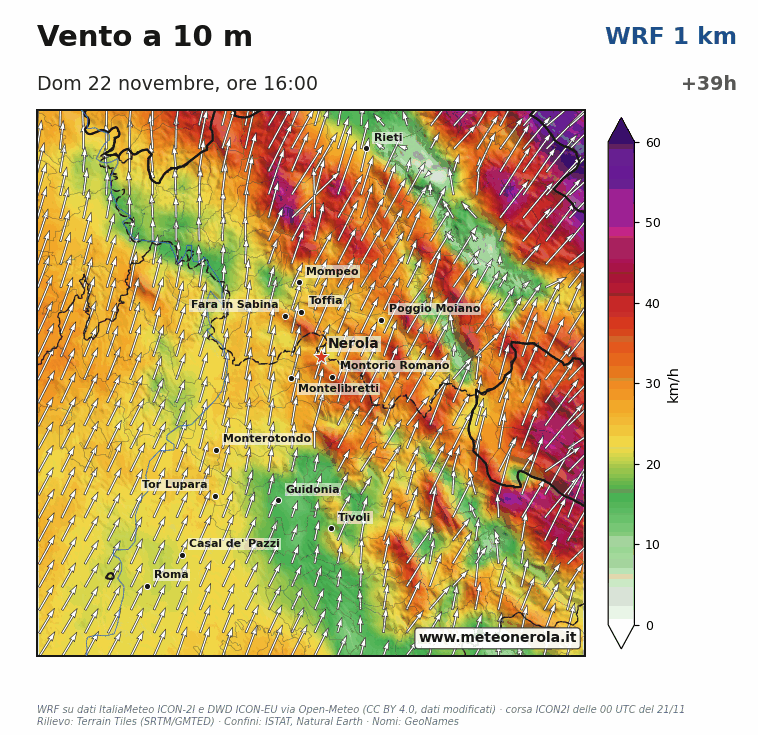 Vento a 10 m
WRF 1 km
Dom 22 novembre, ore 16:00
+39h
Rieti
Mompeo
Fara in Sabina
Toffia
Poggio Moiano
Nerola
Montorio Romano
Montelibretti
Monterotondo
Tor Lupara
Guidonia
Tivoli
Casal de' Pazzi
Roma
www.meteonerola.it
60
50
40
30
20
10
0
km/h
WRF su dati ItaliaMeteo ICON-2I e DWD ICON-EU via Open-Meteo (CC BY 4.0, dati modificati) · corsa ICON2I delle 00 UTC del 21/11
Rilievo: Terrain Tiles (SRTM/GMTED) · Confini: ISTAT, Natural Earth · Nomi: GeoNames